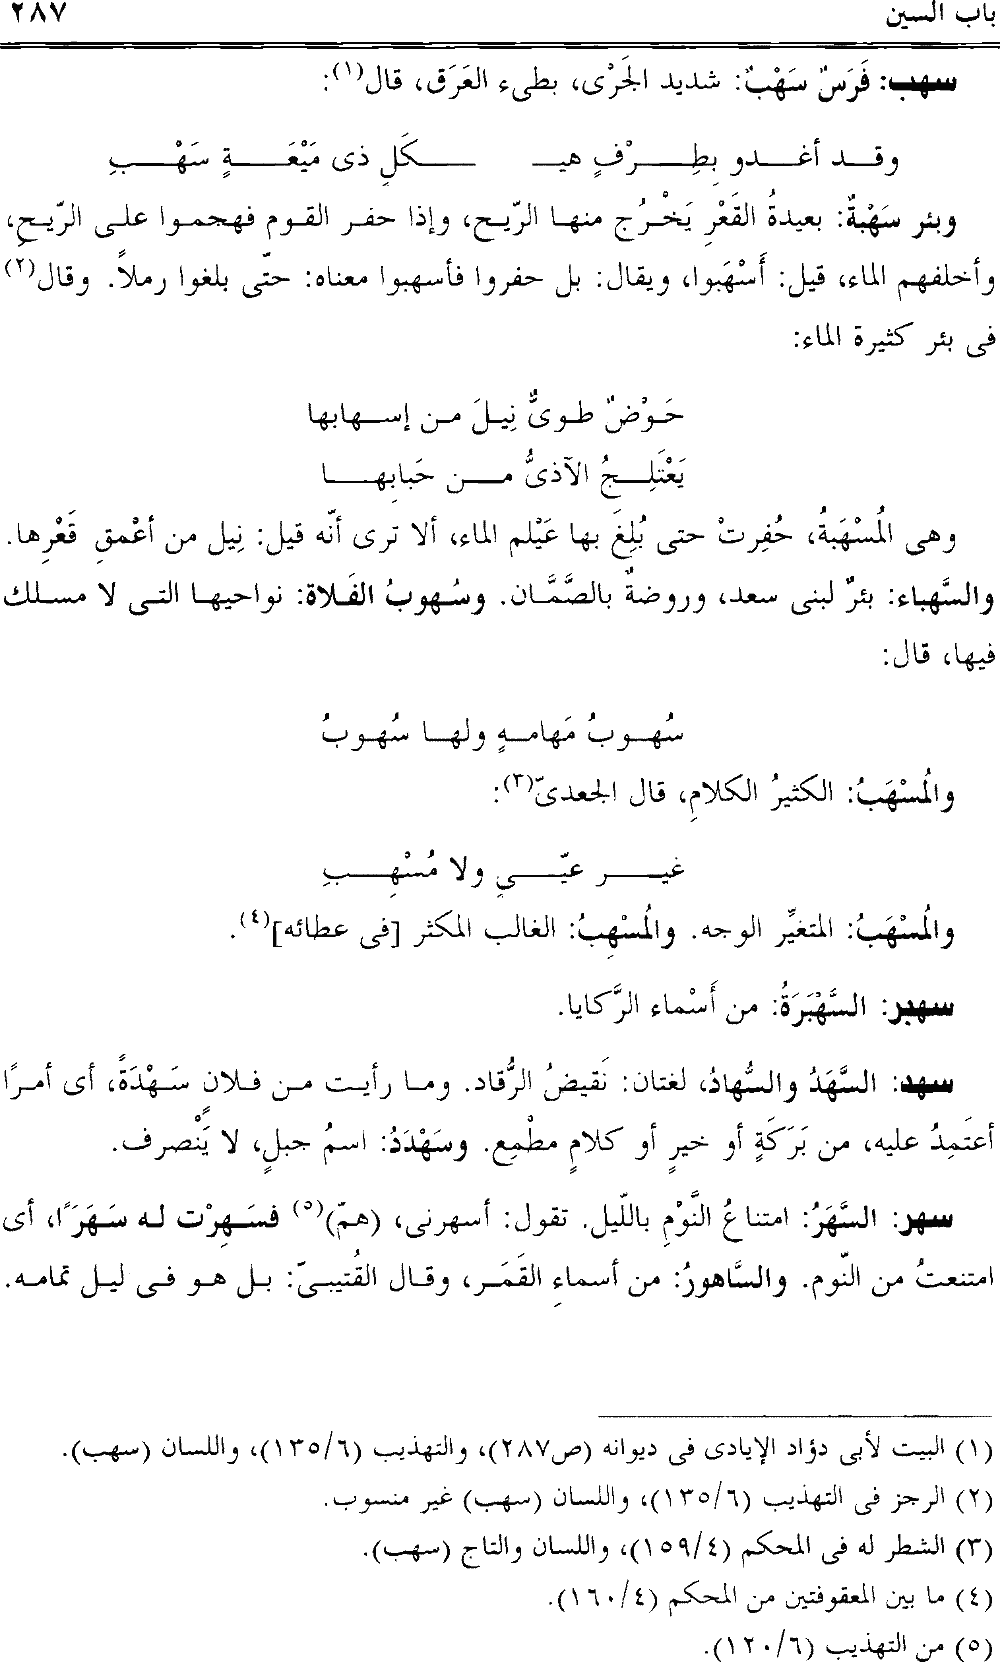 باب السين ٢٨٧
سهب: فَرَسٌ سَهْبٌ: شديد الجَرْى، بطىء العَرَق، قال(١):
وقد أغدو بِطِرْفٍ هيـ ـكَلِ ذى مَيْعَةٍ سَهْبِ
وبئر سَهْبةٌ: بعيدةُ القَعْرِ يَخْرُج منها الرّيح، وإذا حفر القوم فهجموا على الرّيحِ،
وأخلفهم الماء، قيل: أَسْهَبوا، ويقال: بل حفروا فأسهبوا معناه: حتّى بلغوا رملاً. وقال(٢)
فى بئر كثيرة الماء:
حَوْضٌ طوىٌّ نِيلَ من إسهابها
يَعْتَلِجُ الآذىُّ من حَبابِها
وهى المُسْهَبةُ، حُفِرتْ حتى بُلِغَ بها عَيْلم الماء، ألا ترى أنّه قيل: نِيل من أعْمقِ قَعْرِها.
والسَّهباء: بئرٌ لبنى سعد، وروضةٌ بالصَّمَّان. وسُهوبُ الفَلاة: نواحيها التى لا مسلك
فيها، قال:
سُهوبُ مَهامهٍ ولها سُهوبُ
والمُسْهَبُ: الكثيرُ الكلامِ، قال الجعدىّ(٣):
غير عيّيٍ ولا مُسْهِبِ
والمُسْهَبُ: المتغيِّر الوجه. والمُسْهِبُ: الغالب المكثر [فى عطائه](٤).
سهبر: السَّهْبَرَةُ: من أَسْماء الرَّكايا.
سهد: السَّهَدُ والسُّهادُ، لغتان: نَقيضُ الرُّقاد. وما رأيت من فلانٍ سَهْدَةً، أى أمرًا
أعتَمِدُ عليه، من بَرَكَةٍ أو خيرٍ أو كلامٍ مطْمِع. وسَهْدَدُ: اسمُ جبلٍ، لا يَنْصرف.
سهر: السَّهَرُ: امتناعُ النَّوْمِ باللّيل. تقول: أسهرنى، (همّ)(٥) فسَهِرْت له سَهَرًا، أى
امتنعتُ من النّوم. والسَّاهورُ: من أسماءِ القَمَر، وقال القُتيبىّ: بل هو فى ليل تمامه.
(١) البيت لأبى دؤاد الإيادى فى ديوانه (ص٢٨٧)، والتهذيب (١٣٥/٦)، واللسان (سهب).
(٢) الرجز فى التهذيب (١٣٥/٦)، واللسان (سهب) غير منسوب.
(٣) الشطر له فى المحكم (١٥٩/٤)، واللسان والتاج (سهب).
(٤) ما بين المعقوفتين من المحكم (١٦٠/٤).
(٥) من التهذيب (١٢٠/٦).